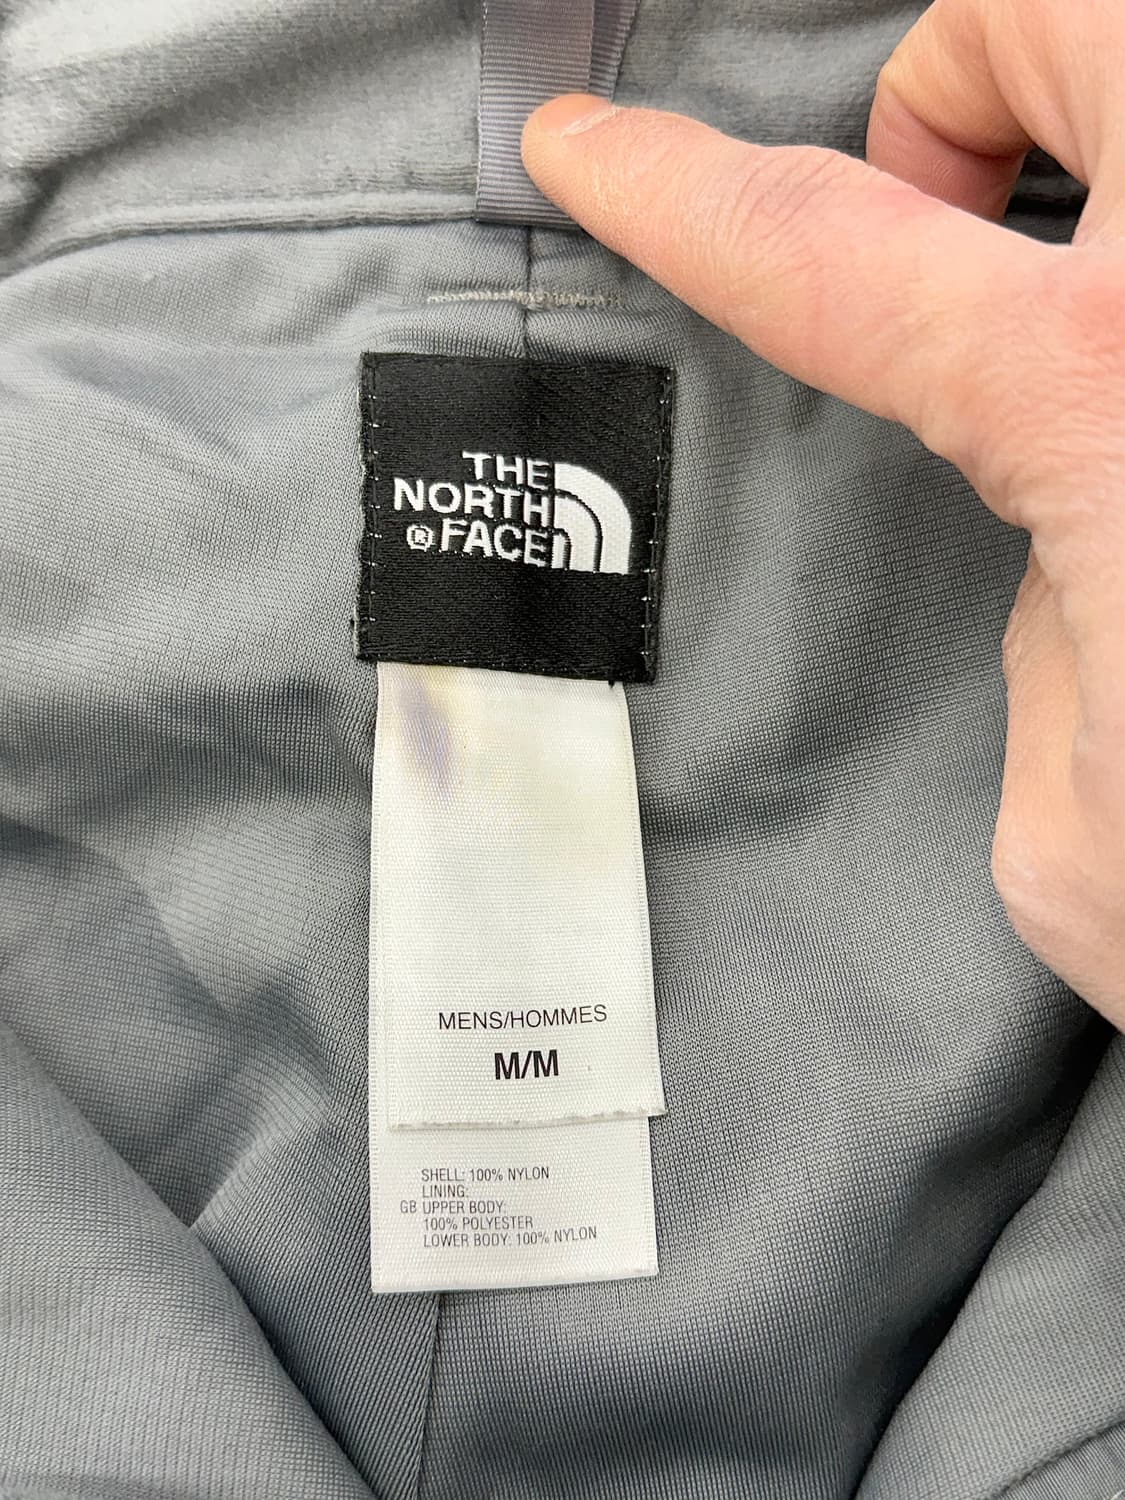 THE
NORTH
® FACE
MENS/HOMMES
M/M
SHELL: 100% NYLON
LINING:
GB UPPER BODY:
100% POLYESTER
LOWER BODY: 100% NYLON